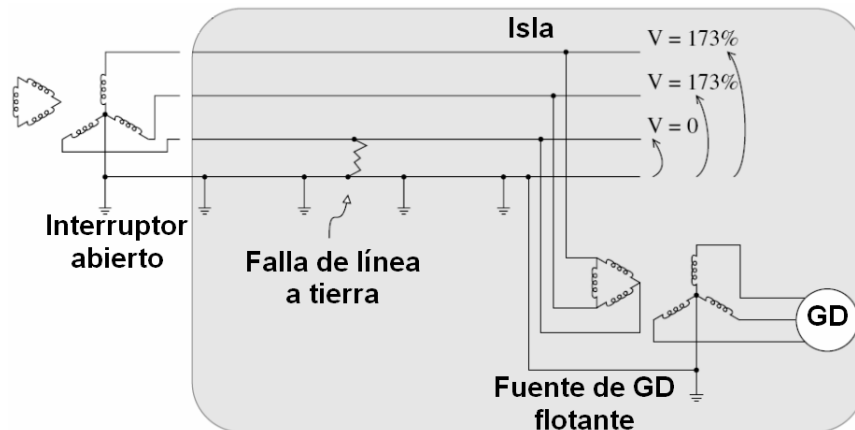 Isla
V = 173%
V = 173%
V = 0
Interruptor
abierto
Falla de línea
a tierra
GD
Fuente de GD
flotante